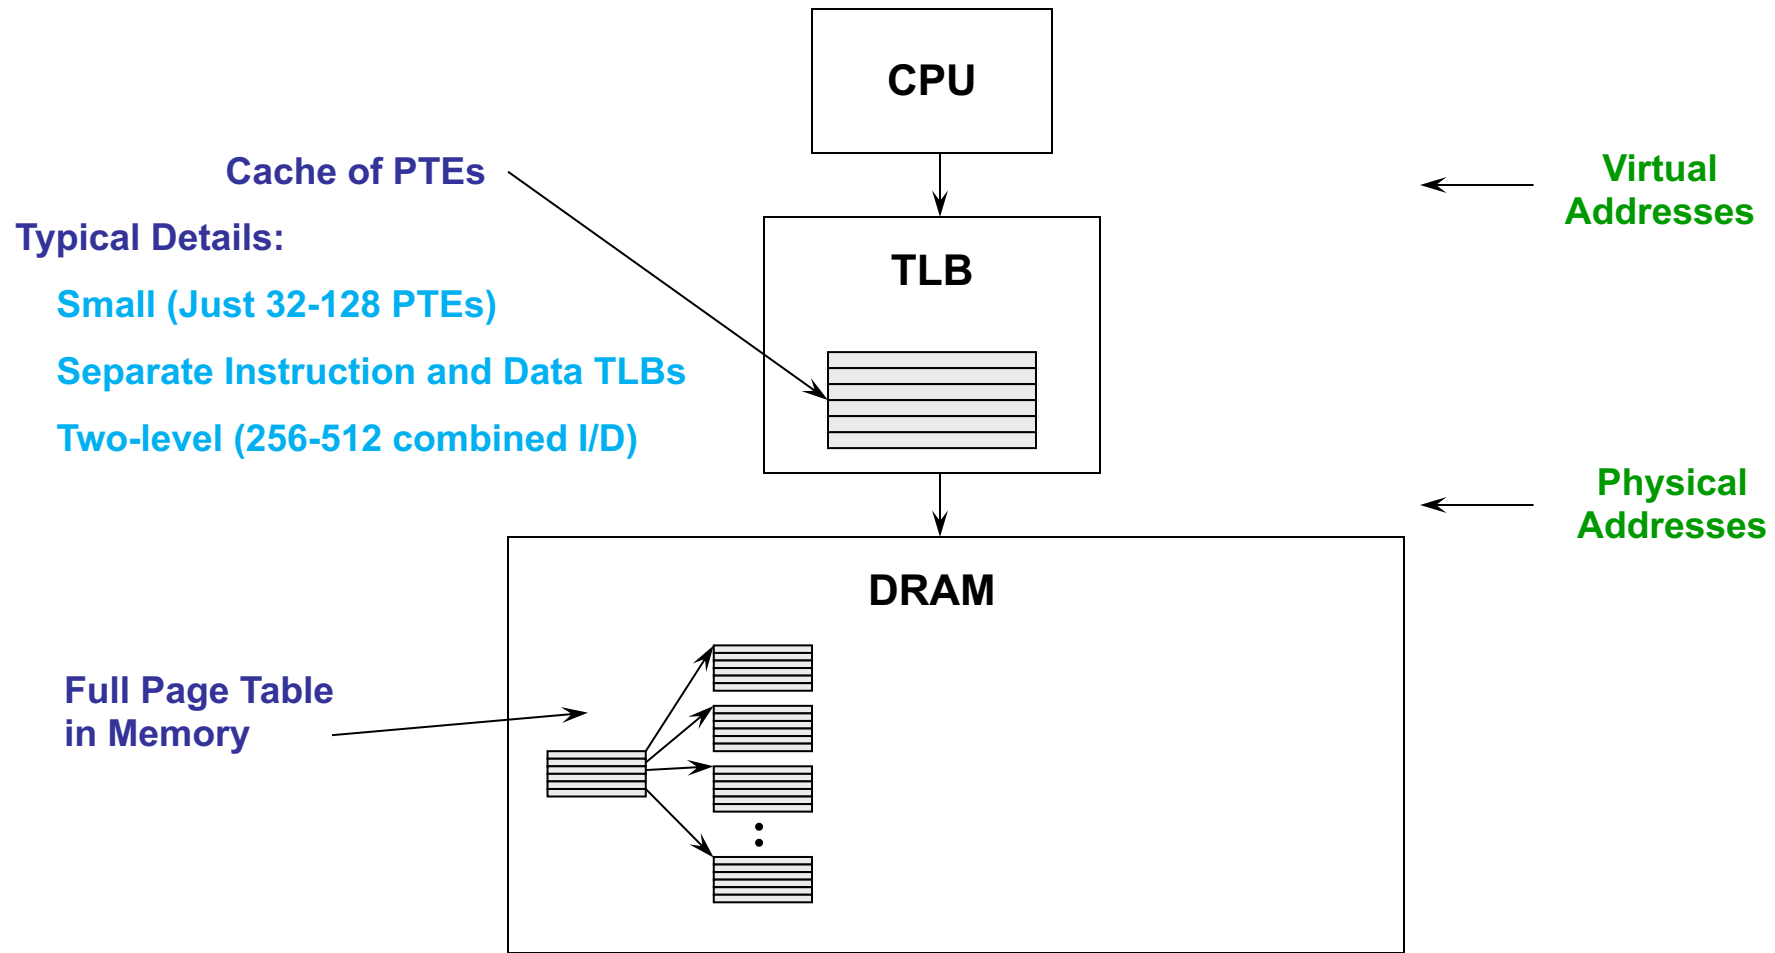 CPU
Cache of PTEs
Virtual
Addresses
Typical Details:
TLB
Small (Just 32-128 PTEs)
Separate Instruction and Data TLBs
Two-level (256-512 combined I/D)
Physical
Addresses
DRAM
Full Page Table
in Memory